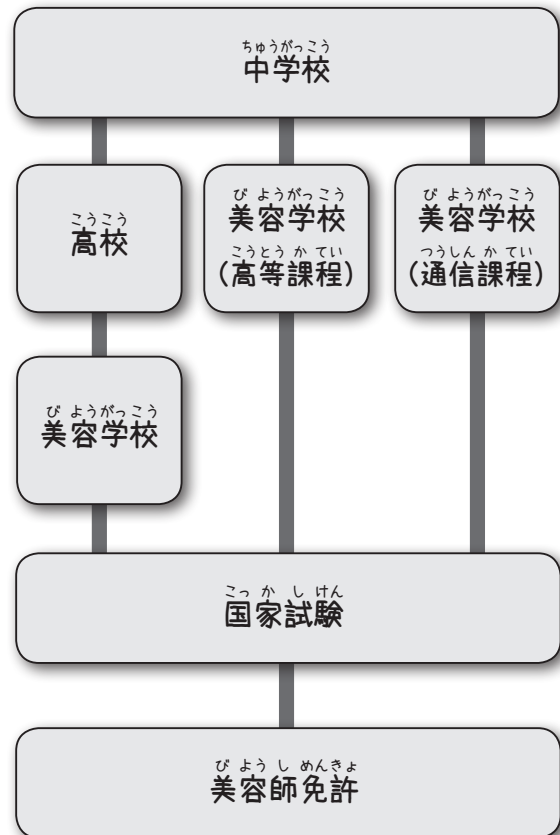 ちゅうがっこう
中学校
こうこう
高校
びようがっこう
美容学校
こうとうかてい
(高等課程)
びようがっこう
美容学校
つうしんかてい
(通信課程)
びようがっこう
美容学校
こっかしけん
国家試験
びようしめんきょ
美容師免許